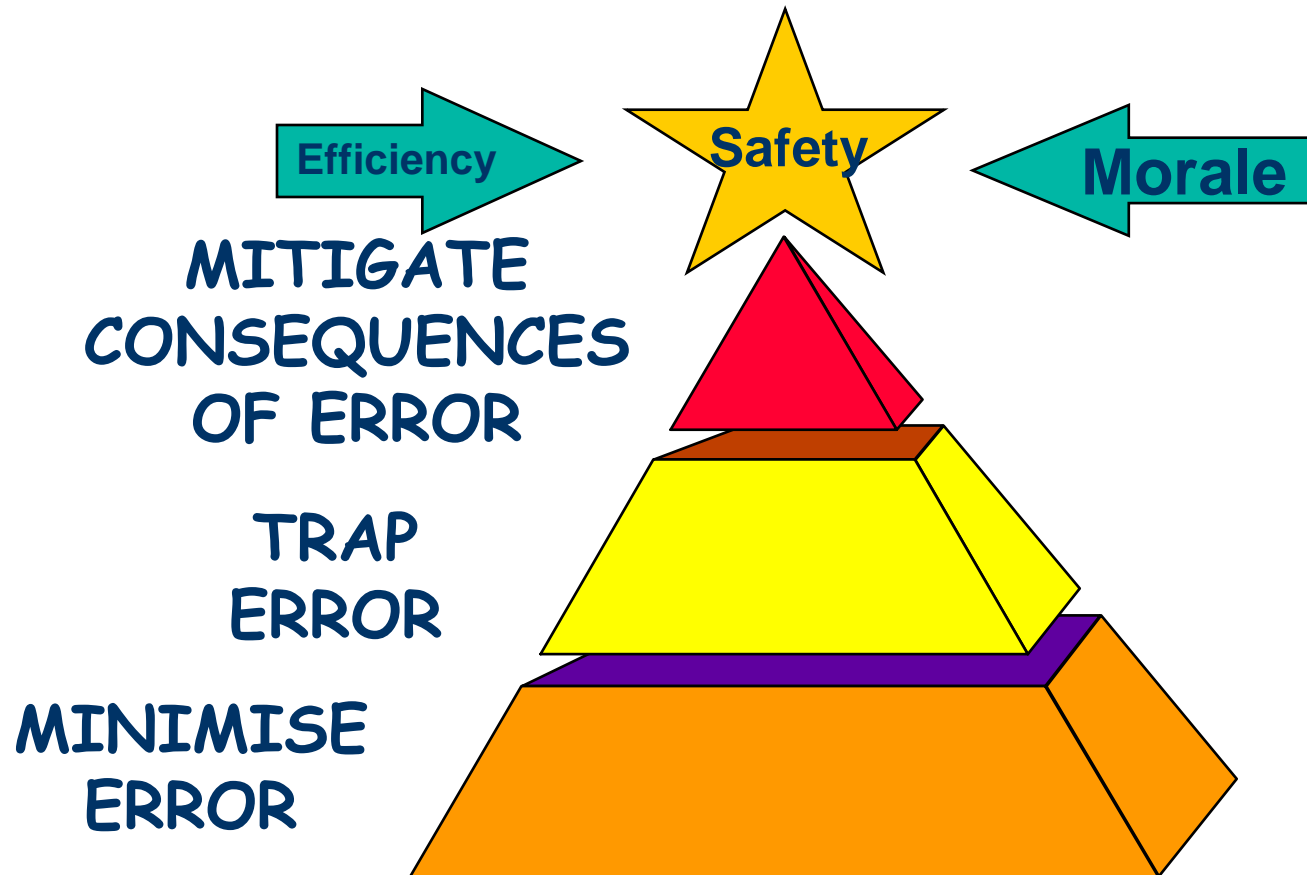 Efficiency
Safety
Morale
MITIGATE
CONSEQUENCES
OF ERROR
TRAP
ERROR
MINIMISE
ERROR